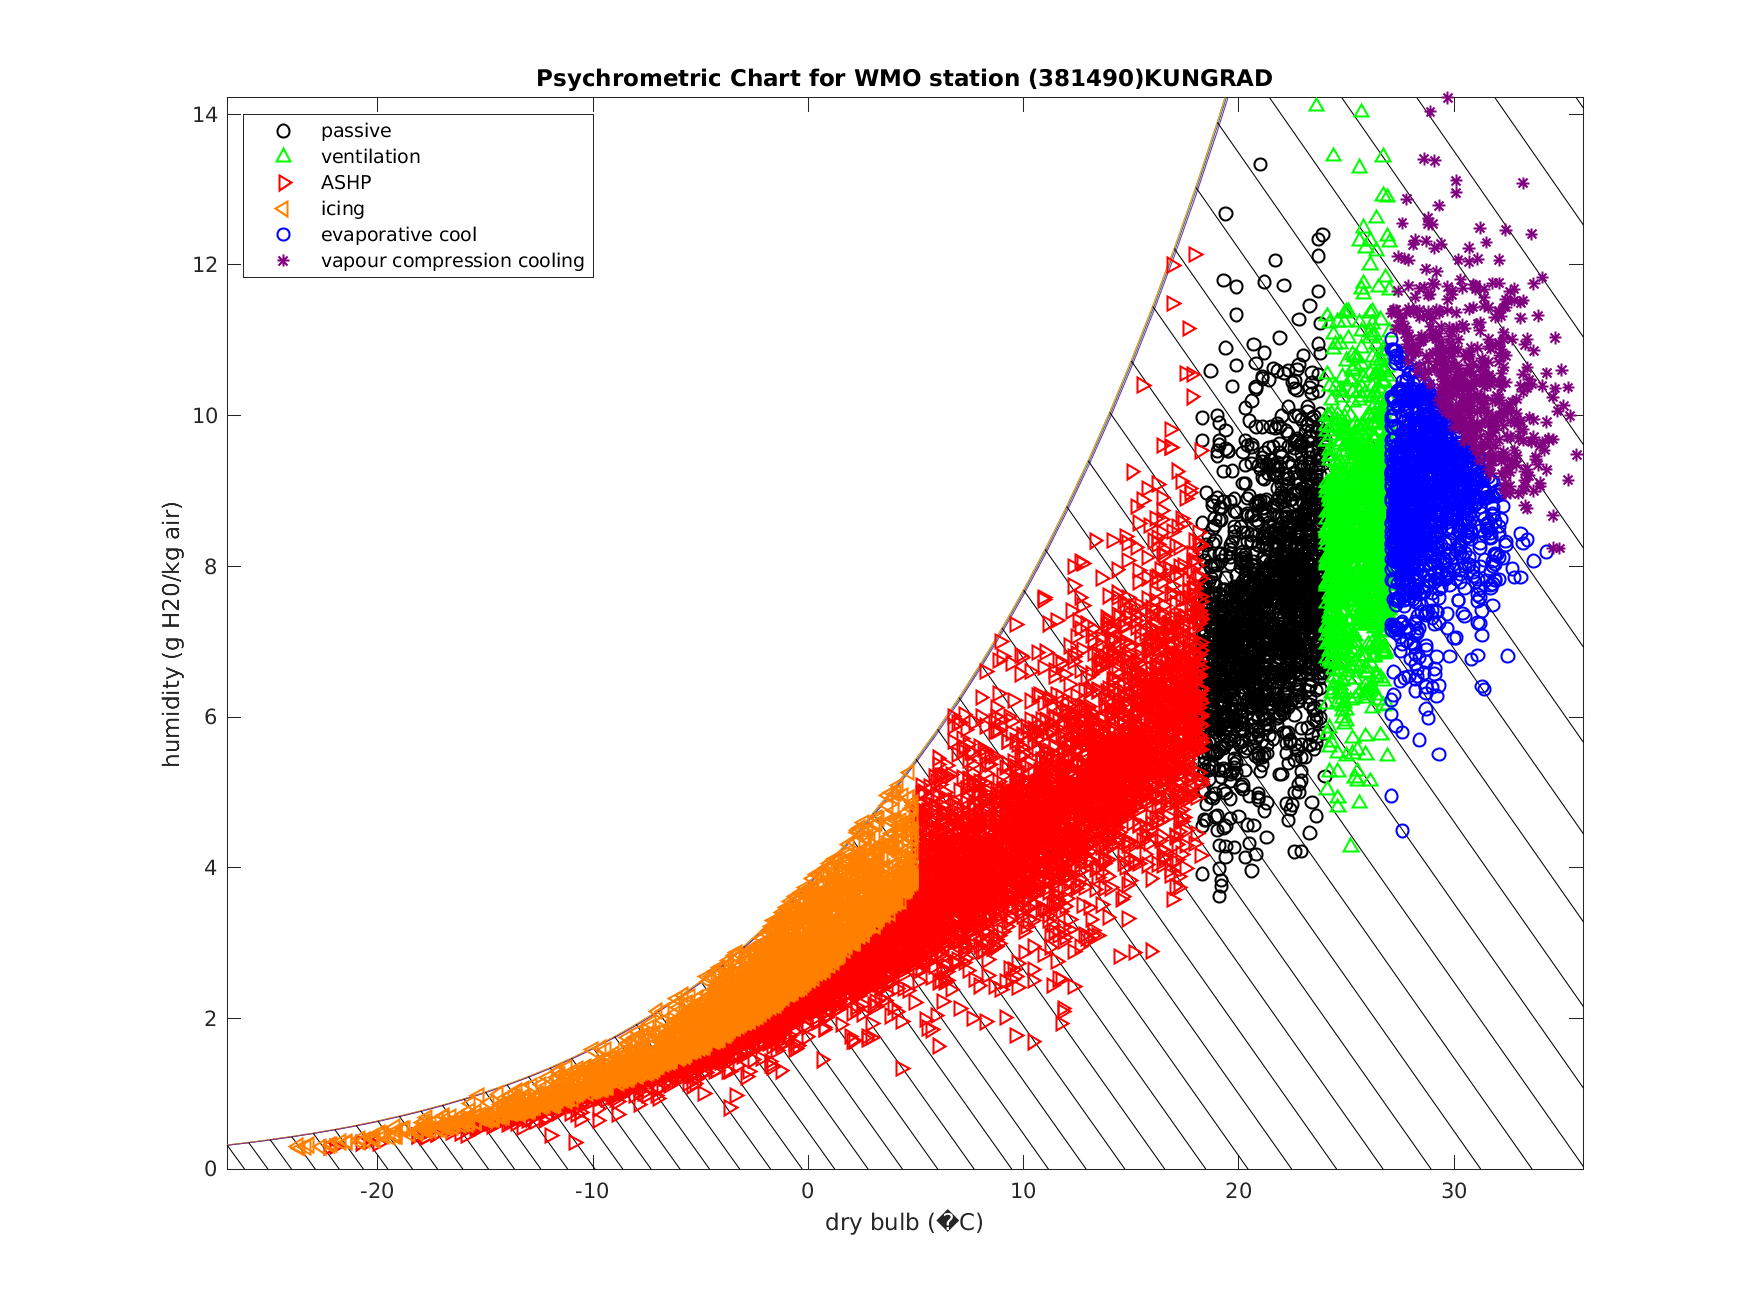 Psychrometric Chart for WMO station (381490)KUNGRAD
passive
ventilation
ASHP
icing
evaporative cool
vapour compression cooling
14
12
10
8
6
4
2
0
humidity (g H20/kg air)
-20 -10 0 10 20 30
dry bulb (�C)